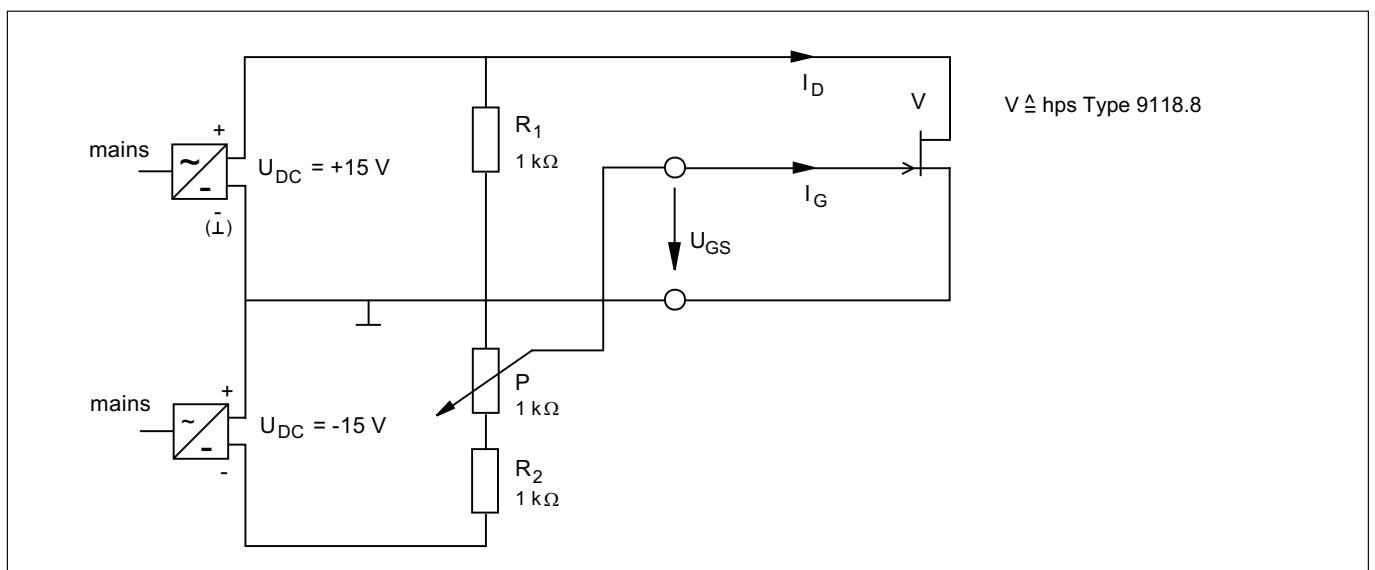 I_D
V
V ≙ hps Type 9118.8
R_1
1 kΩ
mains
~
-
+
U_DC = +15 V
-
(⊥)
I_G
U_GS
mains
~
-
+
U_DC = -15 V
-
P
1 kΩ
R_2
1 kΩ